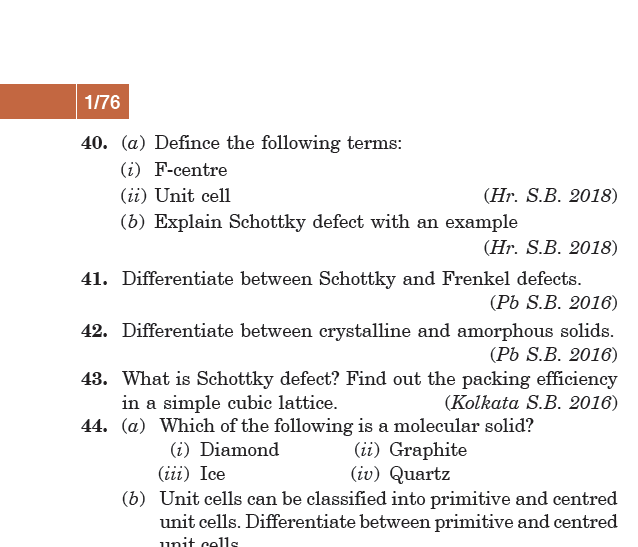 1/76
40. (a) Defince the following terms:
(i) F-centre
(ii) Unit cell (Hr. S.B. 2018)
(b) Explain Schottky defect with an example
(Hr. S.B. 2018)
41. Differentiate between Schottky and Frenkel defects.
(Pb S.B. 2016)
42. Differentiate between crystalline and amorphous solids.
(Pb S.B. 2016)
43. What is Schottky defect? Find out the packing efficiency
in a simple cubic lattice. (Kolkata S.B. 2016)
44. (a) Which of the following is a molecular solid?
(i) Diamond (ii) Graphite
(iii) Ice (iv) Quartz
(b) Unit cells can be classified into primitive and centred
unit cells. Differentiate between primitive and centred
unit cells